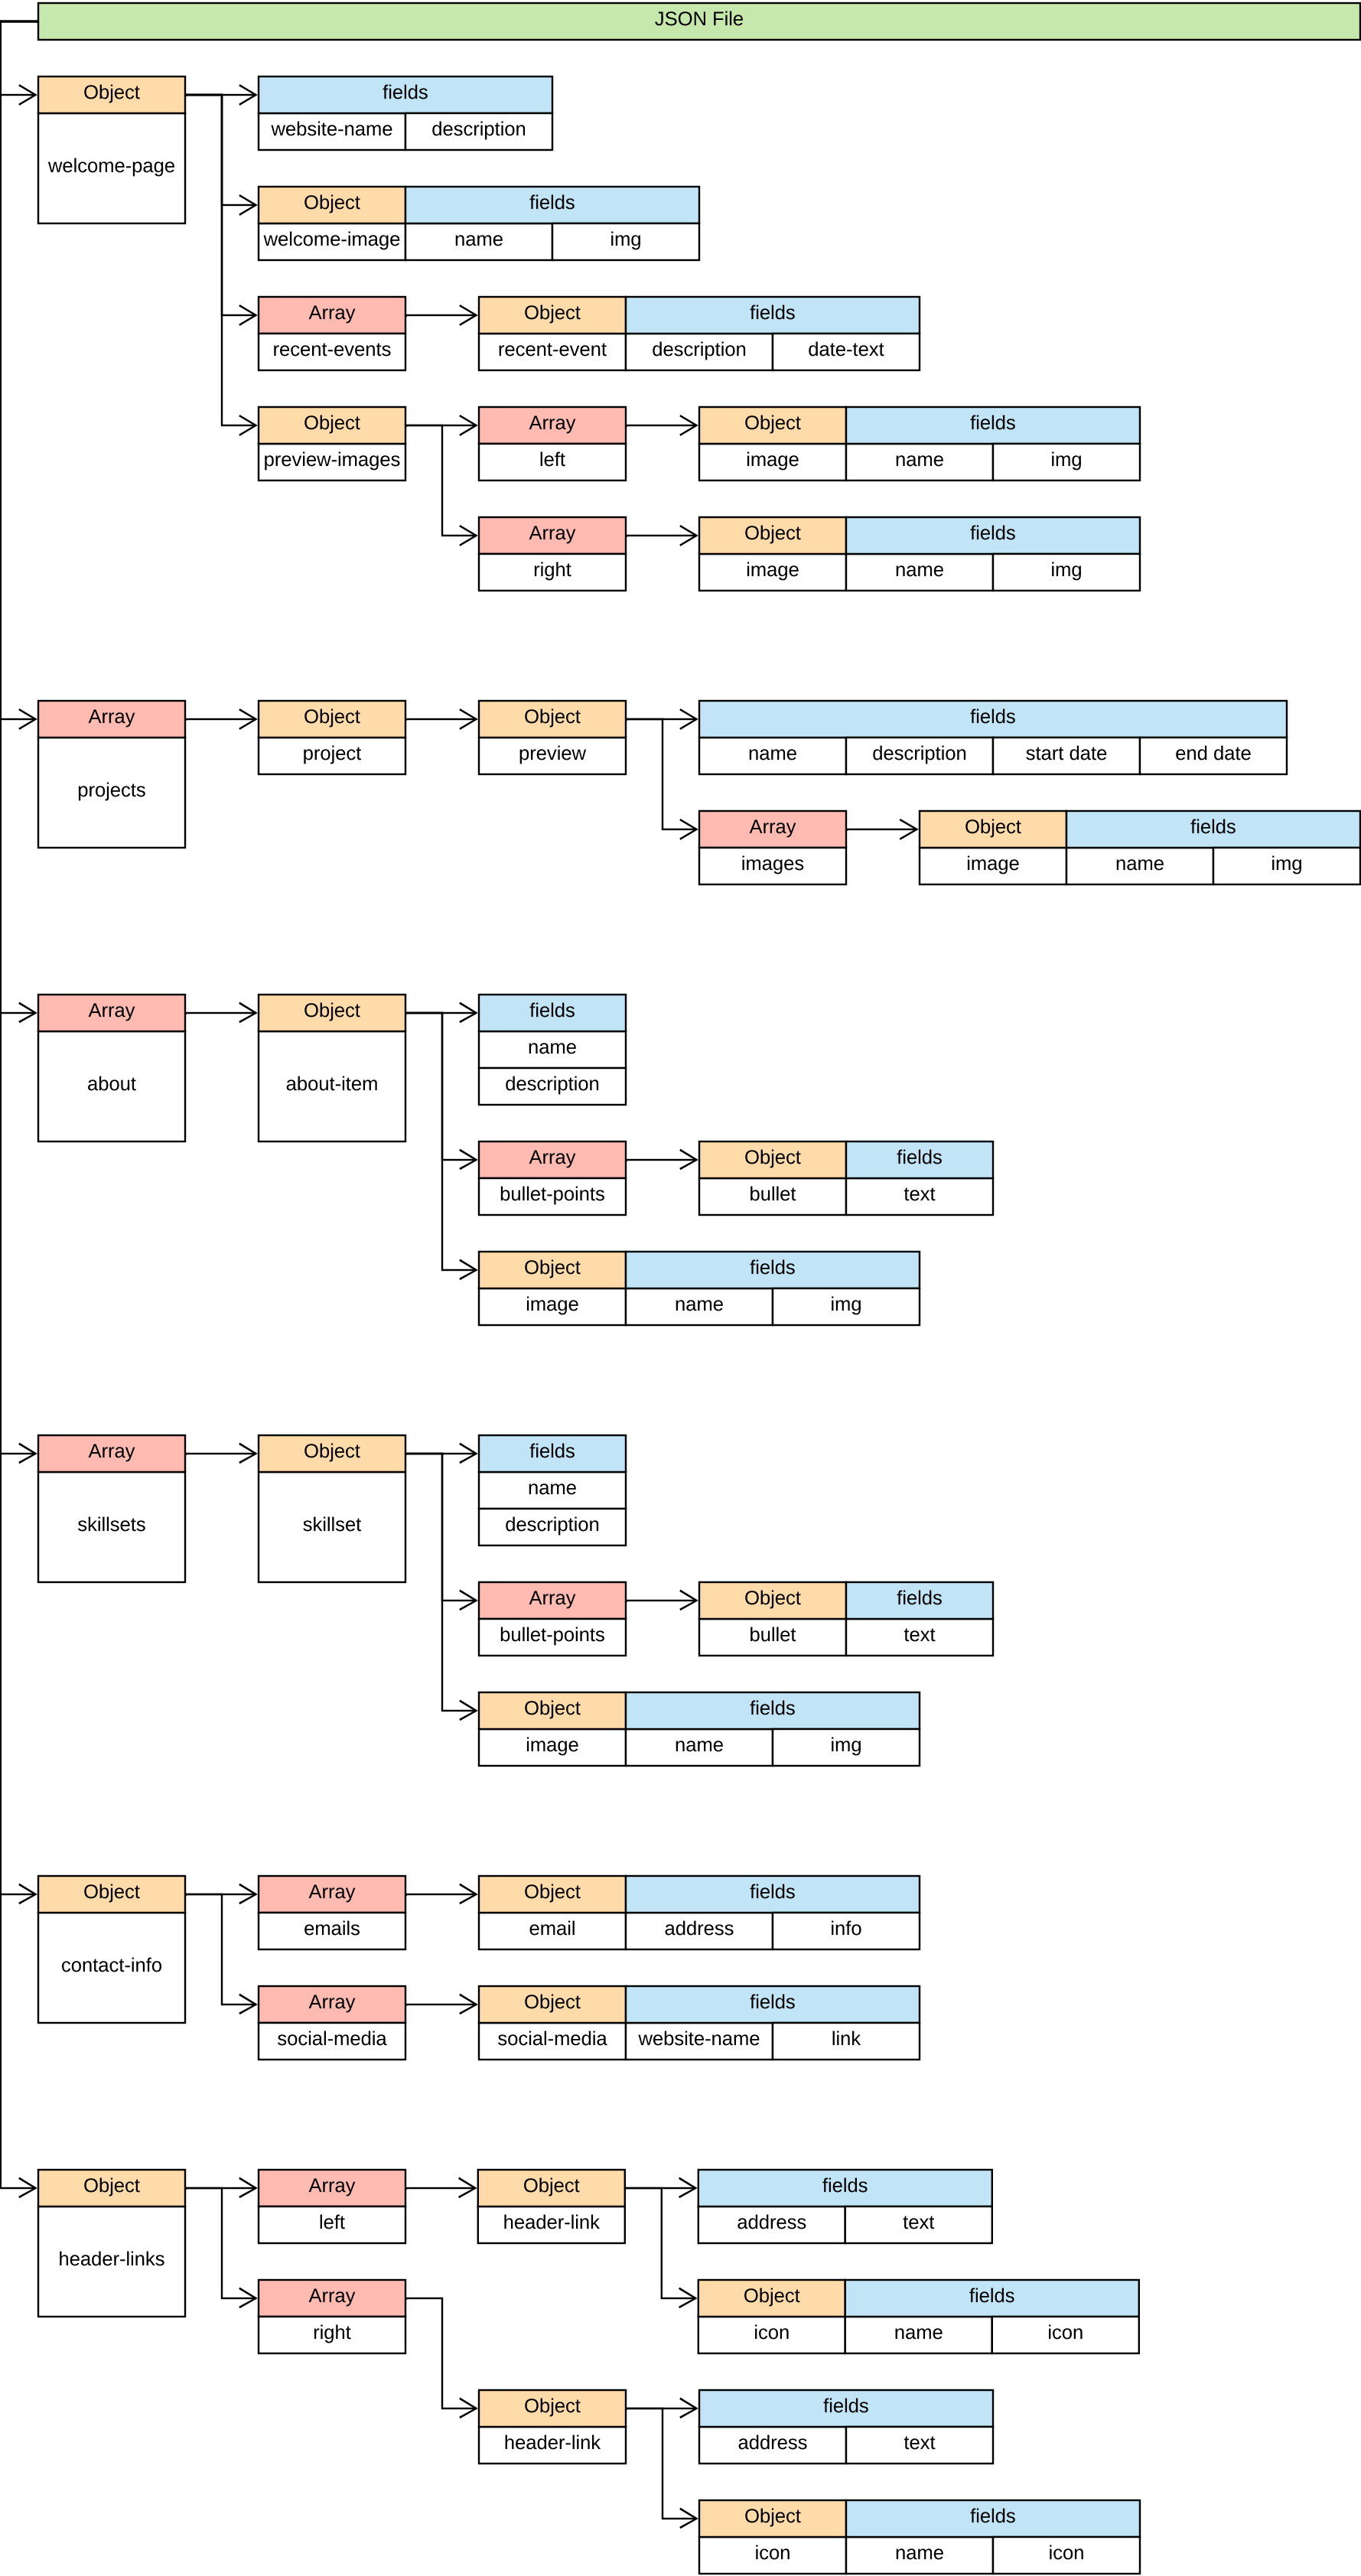 JSON File
Object fields
website-name description
welcome-page
Object fields
welcome-image name img
Array Object fields
recent-events recent-event description date-text
Object Array Object fields
preview-images left image name img
Array Object fields
right image name img
Array Object Object fields
project preview name description start date end date
projects
Array Object fields
images image name img
Array Object fields
name
about about-item description
Array Object fields
bullet-points bullet text
Object fields
image name img
Array Object fields
name
skillsets skillset description
Array Object fields
bullet-points bullet text
Object fields
image name img
Object Array Object fields
emails email address info
contact-info
Array Object fields
social-media social-media website-name link
Object Array Object fields
left header-link address text
header-links
Array Object fields
right icon name icon
Object fields
header-link address text
Object fields
icon name icon